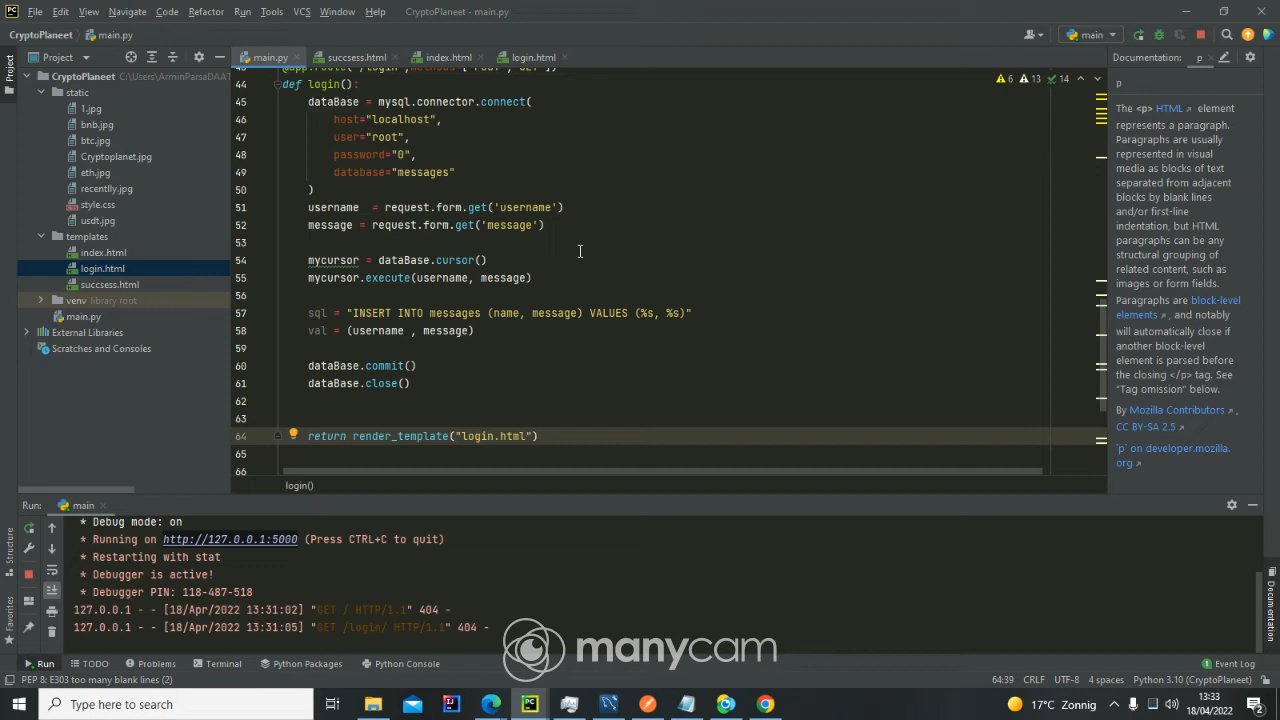 File Edit View Navigate Code Refactor Run Tools VCS Window Help CryptoPlaneet - main.py
CryptoPlaneet main.py main
Project main.py succsess.html index.html login.html Documentation: p
CryptoPlaneet C:\Users\ArminParsaDAAT
static
1.jpg
bnb.jpg
btc.jpg
Cryptoplanet.jpg
eth.jpg
recentlly.jpg
style.css
usdt.jpg
templates
index.html
login.html
succsess.html
venv library root
main.py
External Libraries
Scratches and Consoles
6 13 14
44 def login():
45 dataBase = mysql.connector.connect(
46 host="localhost",
47 user="root",
48 password="0",
49 database="messages"
50 )
51 username = request.form.get('username')
52 message = request.form.get('message')
53
54 mycursor = dataBase.cursor()
55 mycursor.execute(username, message)
56
57 sql = "INSERT INTO messages (name, message) VALUES (%s, %s)"
58 val = (username , message)
59
60 dataBase.commit()
61 dataBase.close()
62
63
64 return render_template("login.html")
65
66
login()
p
The <p> HTML element
represents a paragraph.
Paragraphs are usually
represented in visual
media as blocks of text
separated from adjacent
blocks by blank lines
and/or first-line
indentation, but HTML
paragraphs can be any
structural grouping of
related content, such as
images or form fields.
Paragraphs are block-level
elements , and notably
will automatically close if
another block-level
element is parsed before
the closing </p> tag. See
"Tag omission" below.
By Mozilla Contributors ,
CC BY-SA 2.5
'p' on developer.mozilla.
org
Run: main
* Debug mode: on
* Running on http://127.0.0.1:5000 (Press CTRL+C to quit)
* Restarting with stat
* Debugger is active!
* Debugger PIN: 118-487-518
127.0.0.1 - - [18/Apr/2022 13:31:02] "GET / HTTP/1.1" 404 -
127.0.0.1 - - [18/Apr/2022 13:31:05] "GET /login/ HTTP/1.1" 404 -
manycam
Project
Structure
Favorites
Documentation
Run TODO Problems Terminal Python Packages Python Console Event Log
PEP 8: E303 too many blank lines (2) 64:39 CRLF UTF-8 4 spaces Python 3.10 (CryptoPlaneet)
Type here to search 17°C Zonnig 13:33
18/04/2022 2